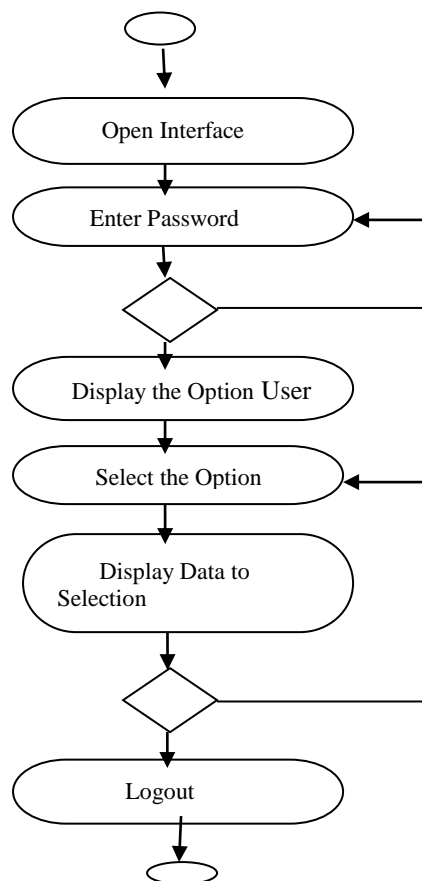 Open Interface
Enter Password
Display the Option User
Select the Option
Display Data to
Selection
Logout